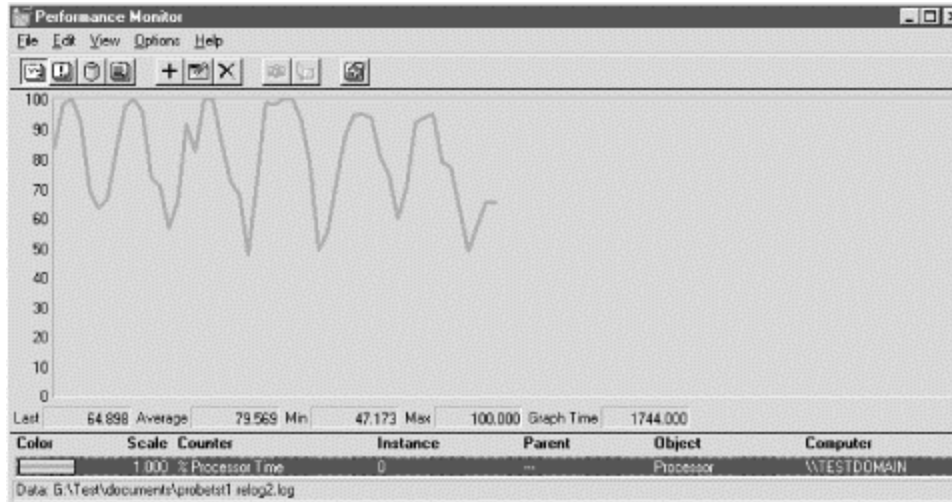 Performance Monitor
File Edit View Options Help
100
90
80
70
60
50
40
30
20
10
0
Last 64.898 Average 79.569 Min 47.173 Max 100.000 Graph Time 1744.000
Color Scale Counter Instance Parent Object Computer
1.000 % Processor Time 0 --- Processor \\TESTDOMAIN
Data: G:\Test\documents\probetst1 relog2.log